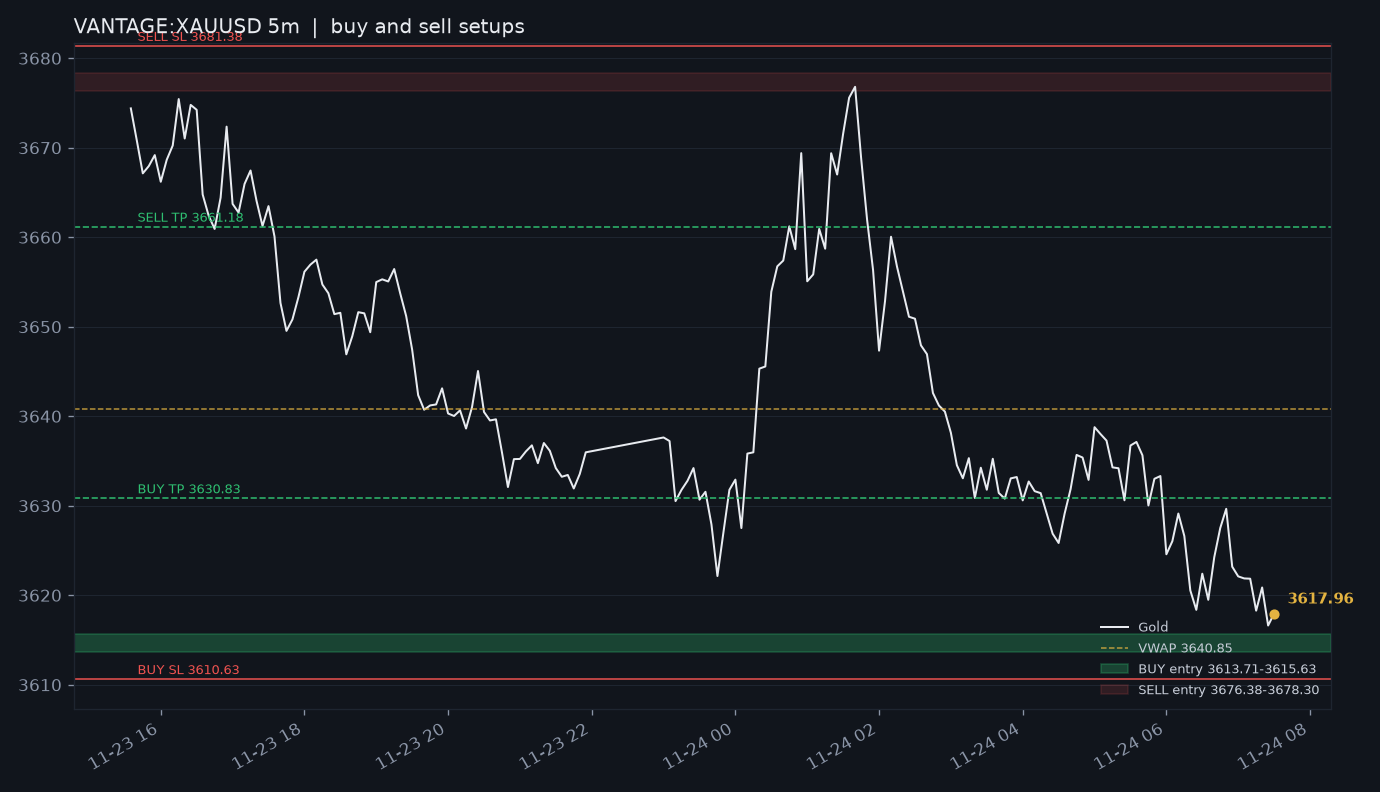 VANTAGE:XAUUSD 5m | buy and sell setups
SELL SL 3681.38
3680
3670
SELL TP 3661.18
3660
3650
3640
BUY TP 3630.83
3630
3620
3617.96
Gold
VWAP 3640.85
BUY entry 3613.71-3615.63
SELL entry 3676.38-3678.30
BUY SL 3610.63
3610
11-23 16
11-23 18
11-23 20
11-23 22
11-24 00
11-24 02
11-24 04
11-24 06
11-24 08